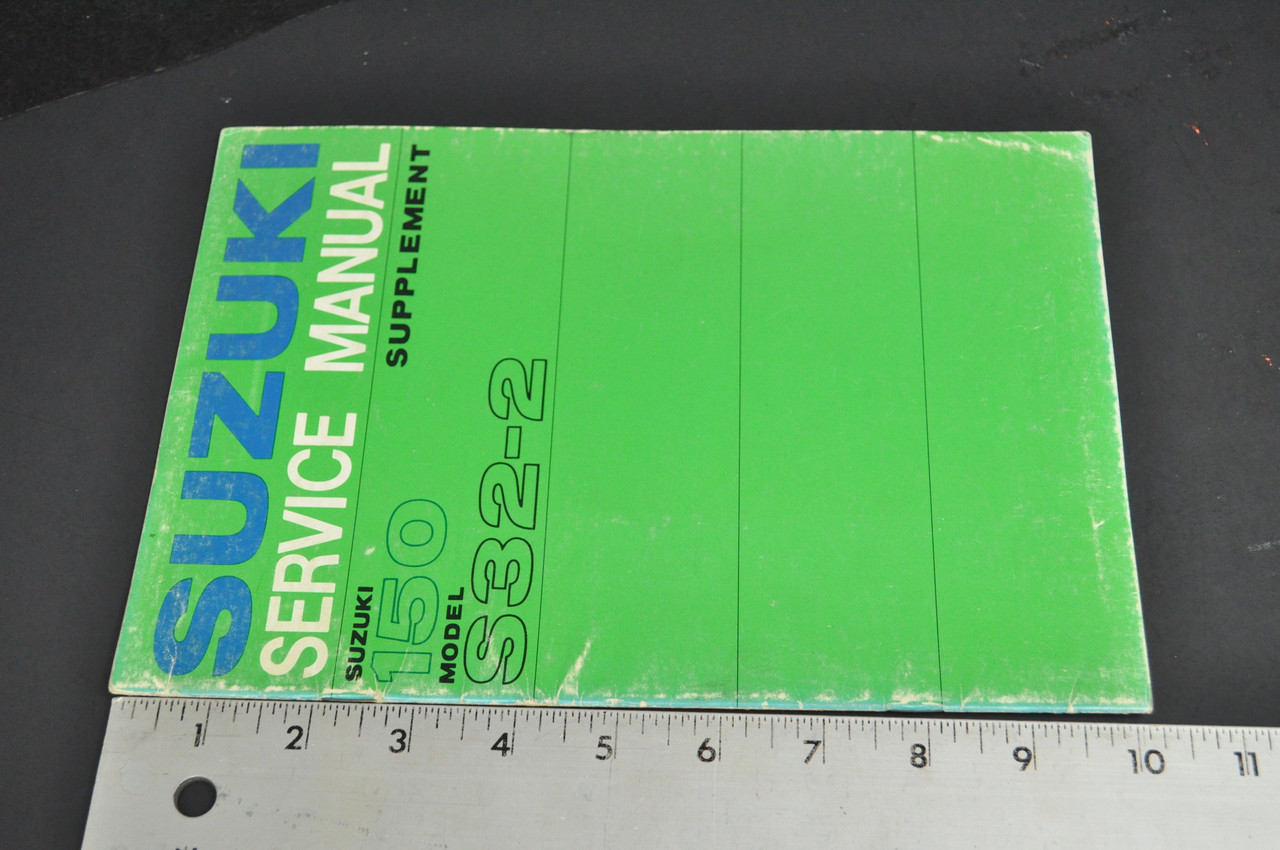 SUZUKI
SERVICE MANUAL
SUPPLEMENT
SUZUKI
150
MODEL
S32-2
1 2 3 4 5 6 7 8 9 10 11